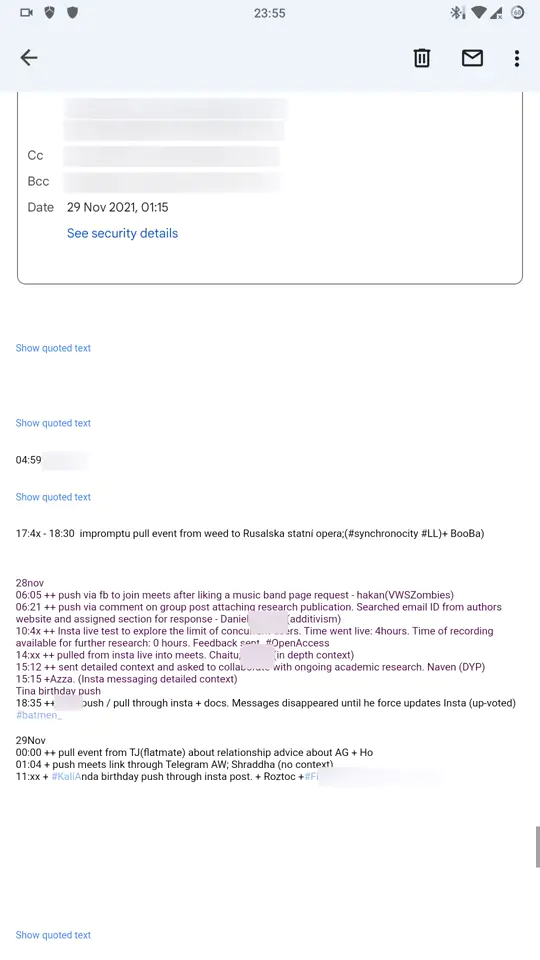 23:55
Cc
Bcc
Date 29 Nov 2021, 01:15
See security details
Show quoted text
Show quoted text
04:59
Show quoted text
17:4x - 18:30 impromptu pull event from weed to Rusalska statní opera;(#synchronocity #LL)+ BooBa)
28nov
06:05 ++ push via fb to join meets after liking a music band page request - hakan(VWSZombies)
06:21 ++ push via comment on group post attaching research publication. Searched email ID from authors
website and assigned section for response - Daniel (additivism)
10:4x ++ Insta live test to explore the limit of concurrent users. Time went live: 4hours. Time of recording
available for further research: 0 hours. Feedback sent. #OpenAccess
14:xx ++ pulled from insta live into meets. Chaitu, (in depth context)
15:12 ++ sent detailed context and asked to collaborate with ongoing academic research. Naven (DYP)
15:15 +Azza. (Insta messaging detailed context)
Tina birthday push
18:35 ++ push / pull through insta + docs. Messages disappeared until he force updates Insta (up-voted)
#batmen_
29Nov
00:00 ++ pull event from TJ(flatmate) about relationship advice about AG + Ho
01:04 + push meets link through Telegram AW; Shraddha (no context)
11:xx + #KaliAnda birthday push through insta post. + Roztoc +#Fi
Show quoted text